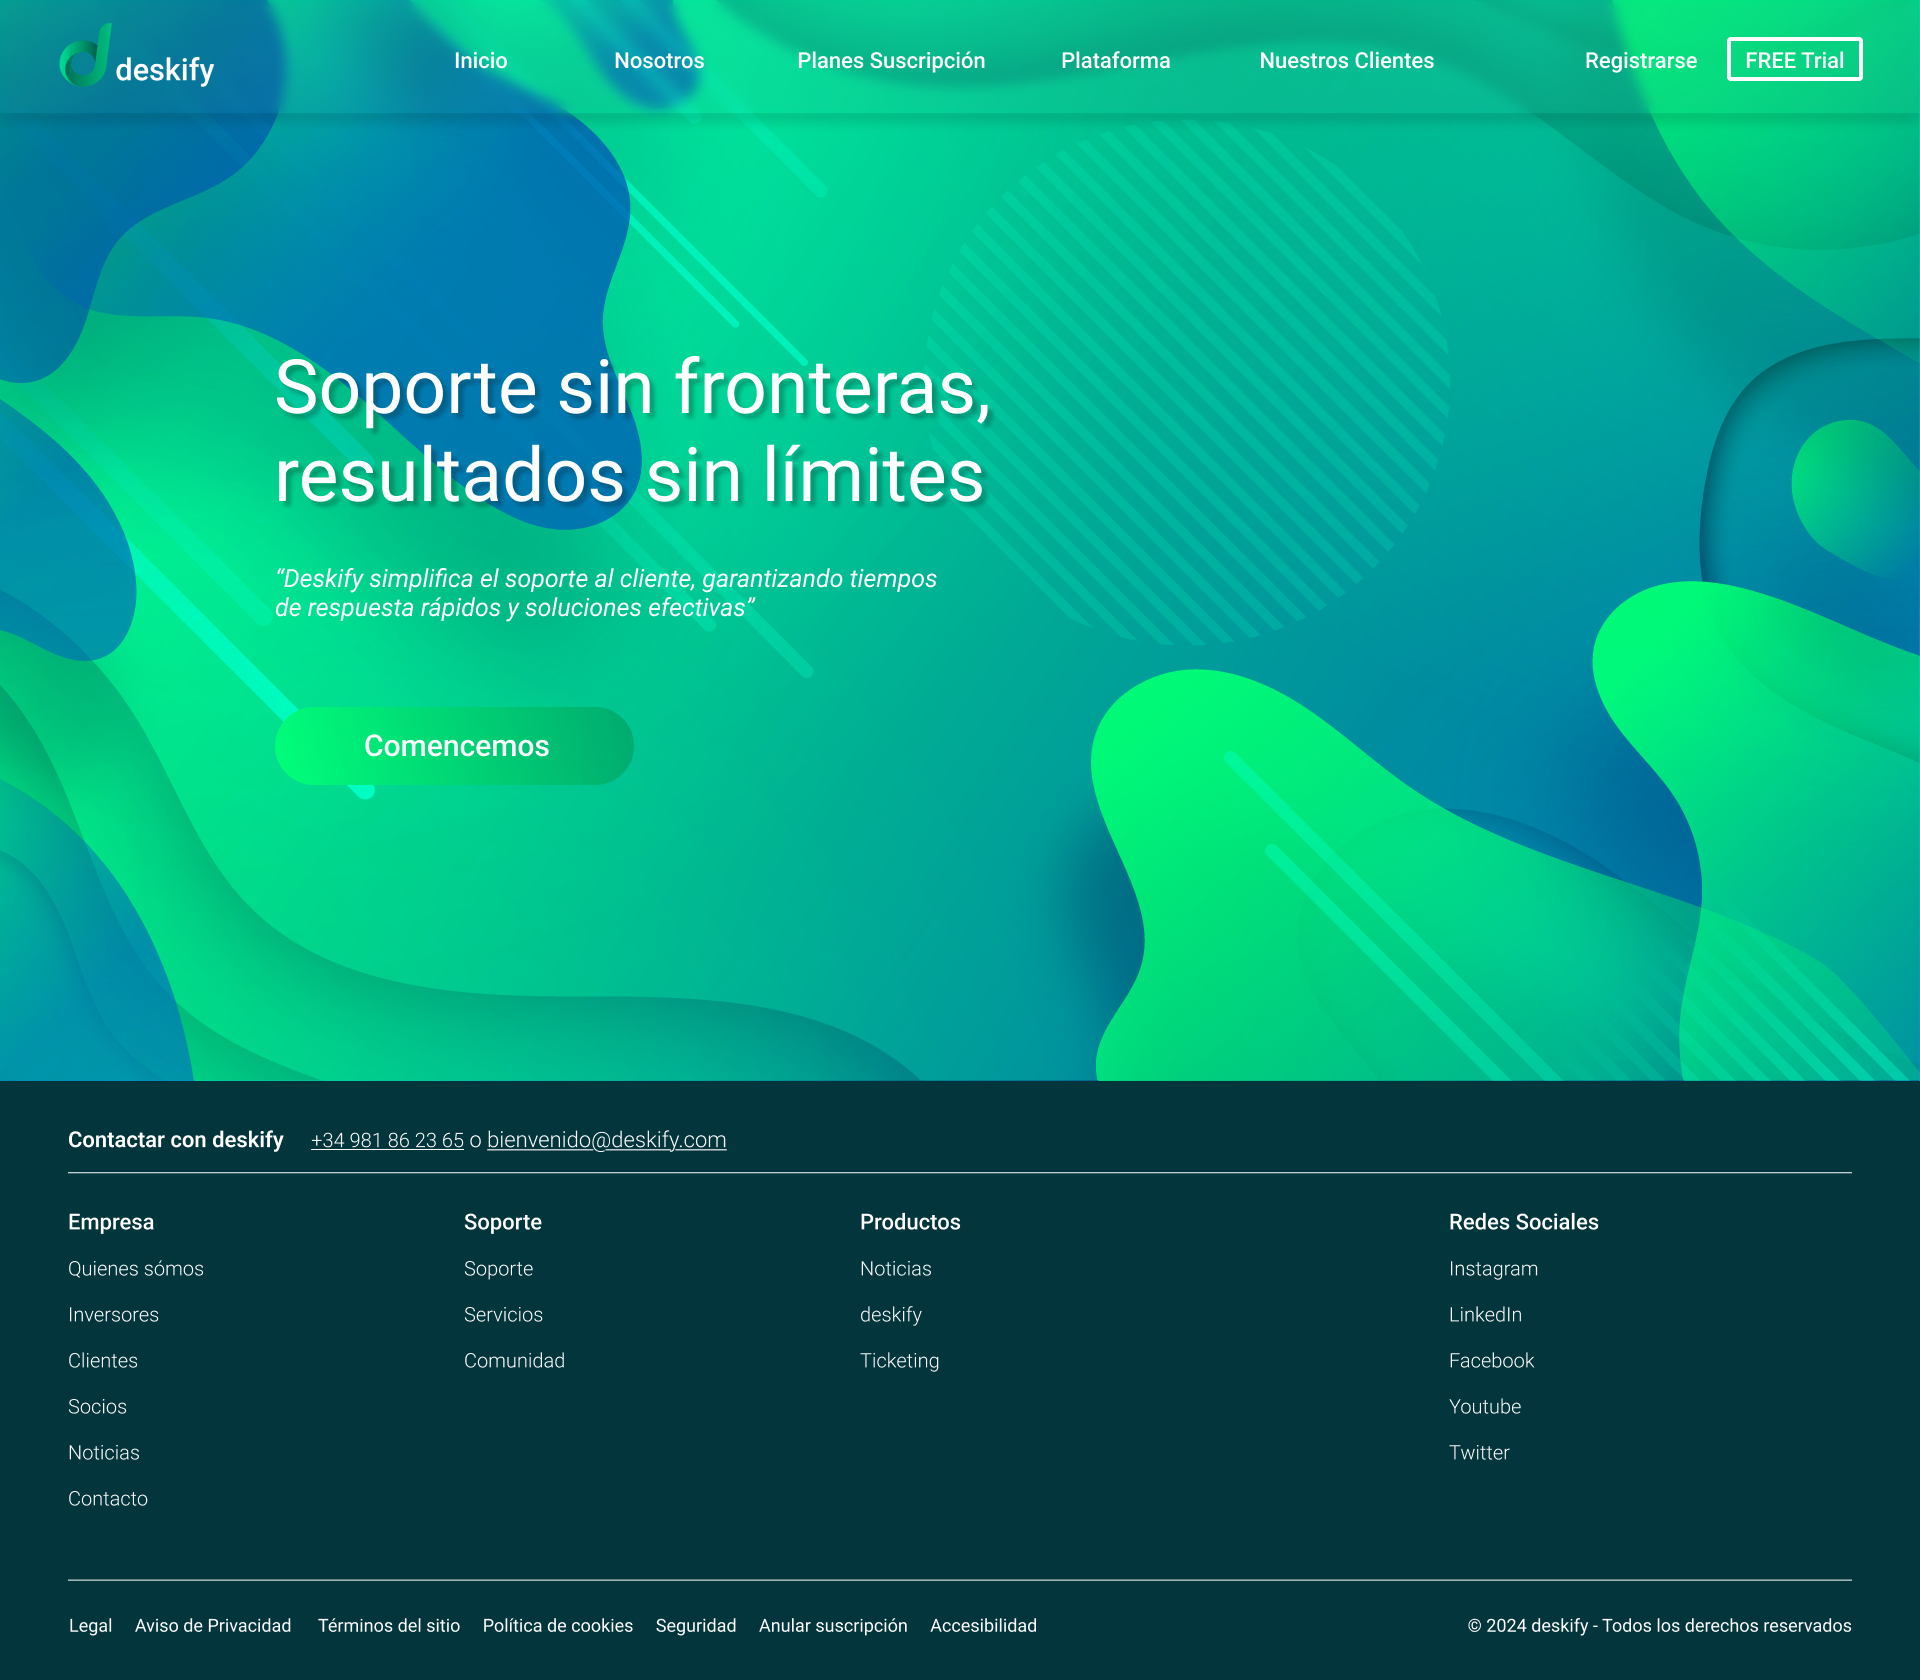 deskify
Inicio
Nosotros
Planes Suscripción
Plataforma
Nuestros Clientes
Registrarse
FREE Trial
Soporte sin fronteras,
resultados sin límites
“Deskify simplifica el soporte al cliente, garantizando tiempos
de respuesta rápidos y soluciones efectivas”
Comencemos
Contactar con deskify +34 981 86 23 65 o bienvenido@deskify.com
Empresa
Quienes sómos
Inversores
Clientes
Socios
Noticias
Contacto
Soporte
Soporte
Servicios
Comunidad
Productos
Noticias
deskify
Ticketing
Redes Sociales
Instagram
LinkedIn
Facebook
Youtube
Twitter
Legal Aviso de Privacidad Términos del sitio Política de cookies Seguridad Anular suscripción Accesibilidad
© 2024 deskify - Todos los derechos reservados